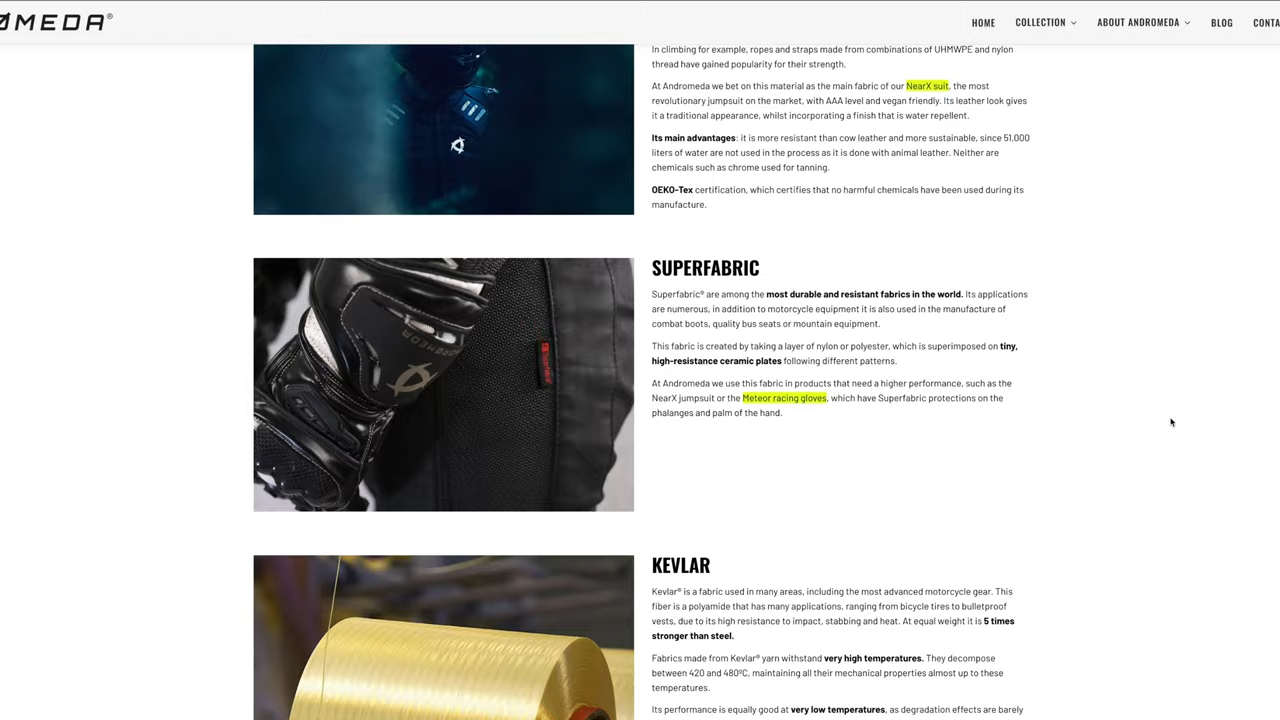 ØMEDA®
HOME
COLLECTION
ABOUT ANDROMEDA
BLOG
CONTA
In climbing for example, ropes and straps made from combinations of UHMWPE and nylon
thread have gained popularity for their strength.
At Andromeda we bet on this material as the main fabric of our NearX suit, the most
revolutionary jumpsuit on the market, with AAA level and vegan friendly. Its leather look gives
it a traditional appearance, whilst incorporating a finish that is water repellent.
Its main advantages: it is more resistant than cow leather and more sustainable, since 51,000
liters of water are not used in the process as it is done with animal leather. Neither are
chemicals such as chrome used for tanning.
OEKO-Tex certification, which certifies that no harmful chemicals have been used during its
manufacture.
SUPERFABRIC
Superfabric® are among the most durable and resistant fabrics in the world. Its applications
are numerous, in addition to motorcycle equipment it is also used in the manufacture of
combat boots, quality bus seats or mountain equipment.
This fabric is created by taking a layer of nylon or polyester, which is superimposed on tiny,
high-resistance ceramic plates following different patterns.
At Andromeda we use this fabric in products that need a higher performance, such as the
NearX jumpsuit or the Meteor racing gloves, which have Superfabric protections on the
phalanges and palm of the hand.
KEVLAR
Kevlar® is a fabric used in many areas, including the most advanced motorcycle gear. This
fiber is a polyamide that has many applications, ranging from bicycle tires to bulletproof
vests, due to its high resistance to impact, stabbing and heat. At equal weight it is 5 times
stronger than steel.
Fabrics made from Kevlar® yarn withstand very high temperatures. They decompose
between 420 and 480ºC, maintaining all their mechanical properties almost up to these
temperatures.
Its performance is equally good at very low temperatures, as degradation effects are barely